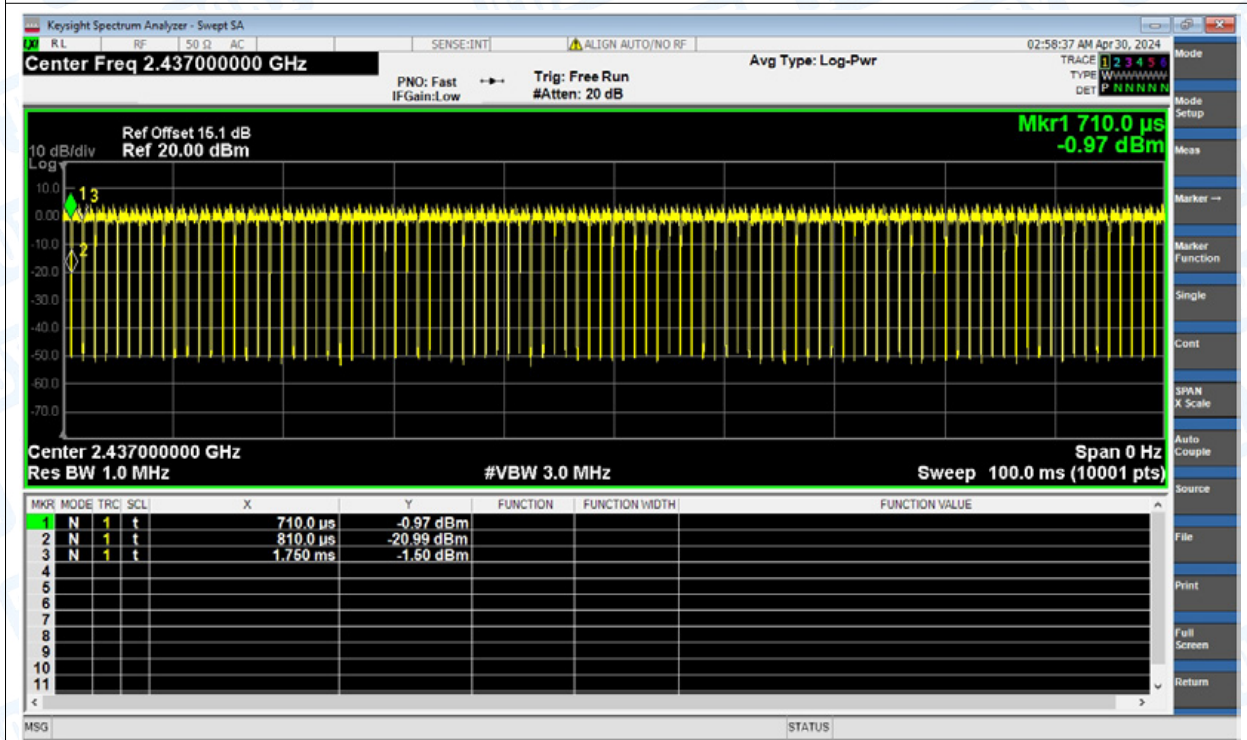 Keysight Spectrum Analyzer - Swept SA
RL RF 50 Ω AC SENSE:INT ALIGN AUTO/NO RF 02:58:37 AM Apr 30, 2024
Center Freq 2.437000000 GHz Avg Type: Log-Pwr TRACE 1 2 3 4 5 6
PNO: Fast Trig: Free Run TYPE WWWWWW
IFGain:Low #Atten: 20 dB DET P N N N N N
Mkr1 710.0 µs
Ref Offset 15.1 dB
10 dB/div Ref 20.00 dBm -0.97 dBm
Log
10.0
1 3
0.00
-10.0
2
-20.0
-30.0
-40.0
-50.0
-60.0
-70.0
Center 2.437000000 GHz Span 0 Hz
Res BW 1.0 MHz #VBW 3.0 MHz Sweep 100.0 ms (10001 pts)
MKR MODE TRC SCL X Y FUNCTION FUNCTION WIDTH FUNCTION VALUE
1 N 1 t 710.0 µs -0.97 dBm
2 N 1 t 810.0 µs -20.99 dBm
3 N 1 t 1.750 ms -1.50 dBm
4
5
6
7
8
9
10
11
MSG STATUS
Mode
Mode
Setup
Meas
Marker →
Marker
Function
Single
Cont
SPAN
X Scale
Auto
Couple
Source
File
Print
Full
Screen
Return